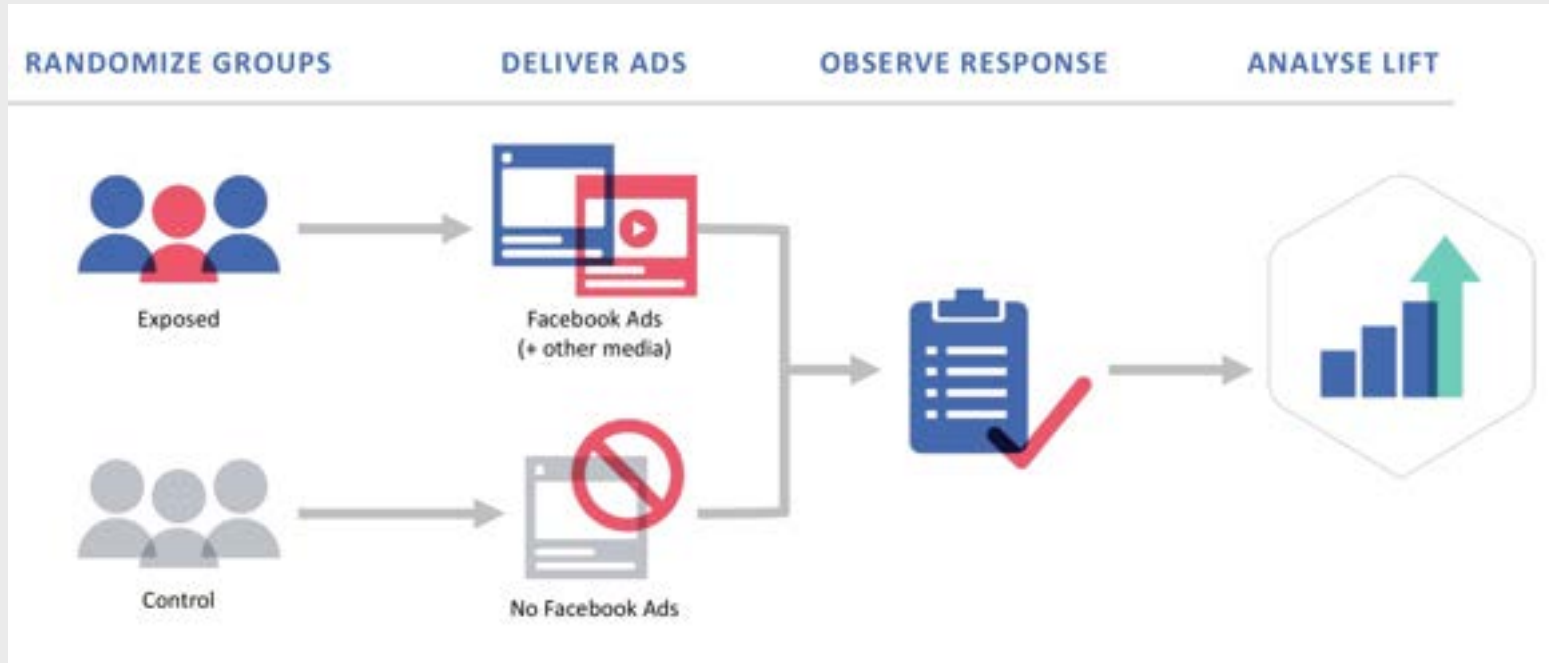 RANDOMIZE GROUPS
DELIVER ADS
OBSERVE RESPONSE
ANALYSE LIFT
Exposed
Facebook Ads
(+ other media)
Control
No Facebook Ads